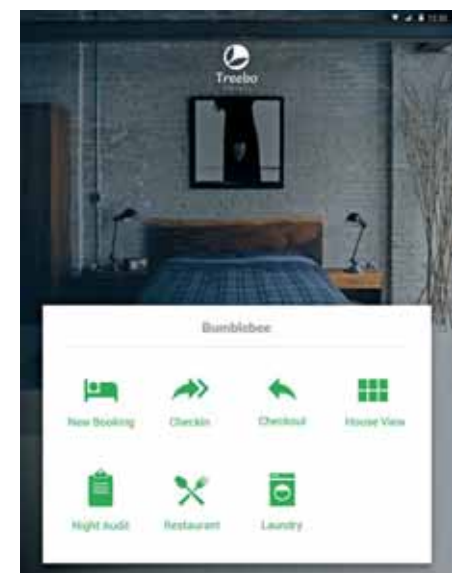 Treebo
Bumblebee
New Booking
Checkin
Checkout
House View
Night Audit
Restaurant
Laundry